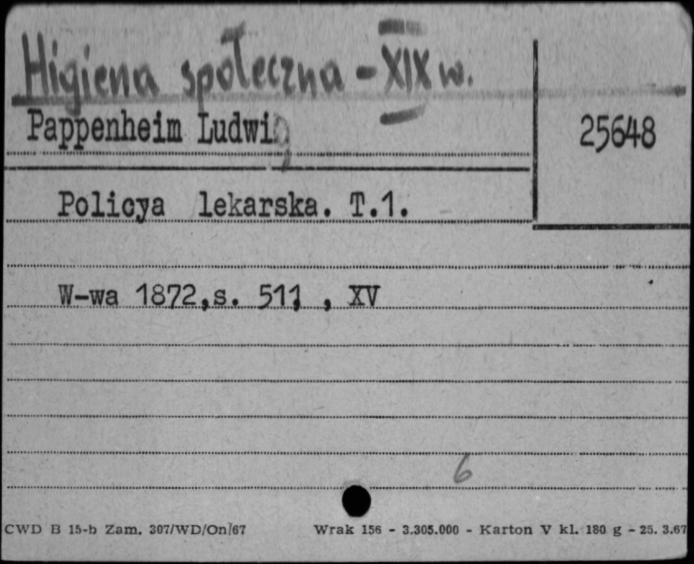 Higiena społeczna - XIX w.
Pappenheim Ludwig
25648
Policya lekarska. T.1.
W-wa 1872,s. 511 , XV
6
CWD B 15-b Zam. 307/WD/On/67 Wrak 156 - 3.305.000 - Karton V kl. 180 g - 25. 3.67